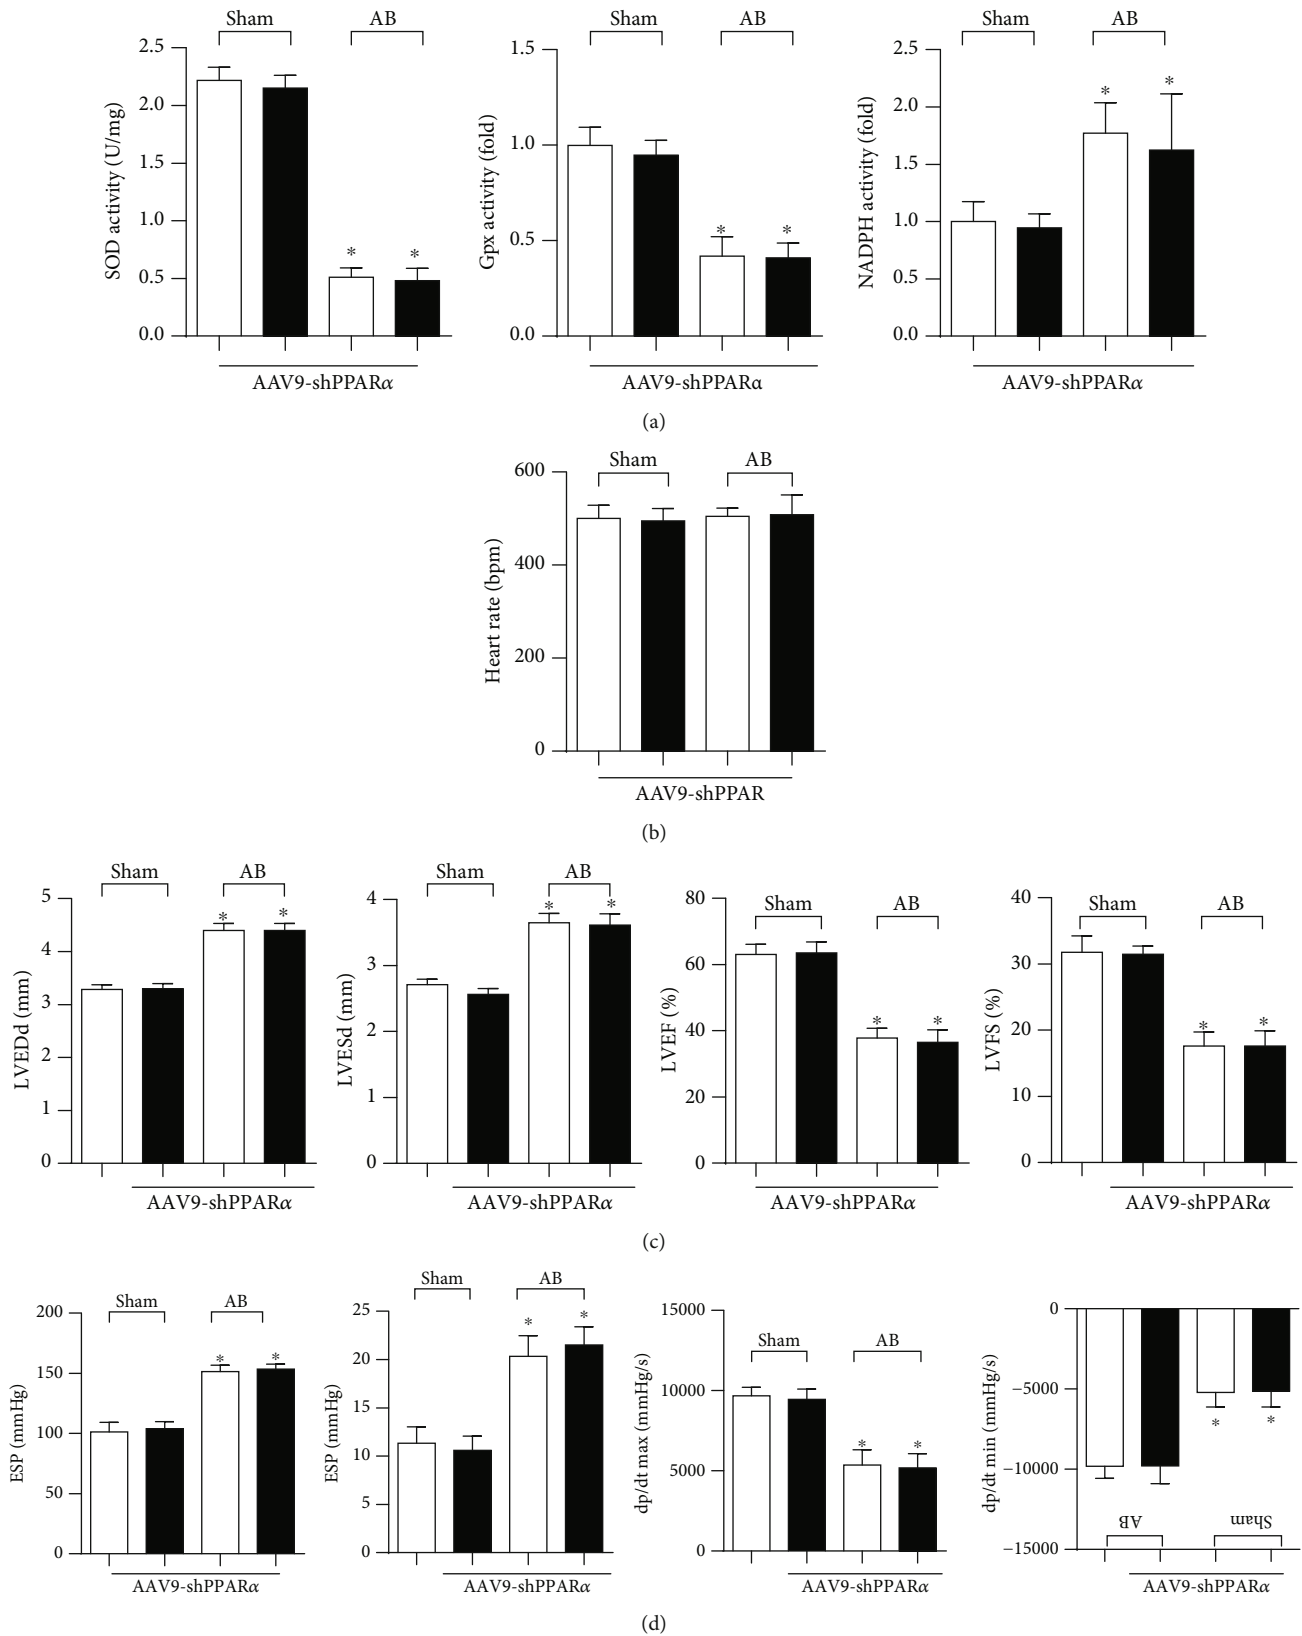 Sham AB
2.5
2.0
1.5
1.0
0.5
0.0
SOD activity (U/mg)
* *
AAV9-shPPARα
Sham AB
1.5
1.0
0.5
0.0
Gpx activity (fold)
* *
AAV9-shPPARα
Sham AB
2.5
2.0
1.5
1.0
0.5
0.0
NADPH activity (fold)
* *
AAV9-shPPARα
(a)
Sham AB
600
400
200
0
Heart rate (bpm)
AAV9-shPPAR
(b)
Sham AB
5
4
3
2
1
0
LVEDd (mm)
* *
AAV9-shPPARα
Sham AB
4
3
2
1
0
LVESd (mm)
* *
AAV9-shPPARα
80
Sham AB
60
40
20
0
LVEF (%)
* *
AAV9-shPPARα
40
Sham AB
30
20
10
0
LVFS (%)
* *
AAV9-shPPARα
(c)
Sham AB
200
150
100
50
0
ESP (mmHg)
* *
AAV9-shPPARα
Sham AB
25
20
15
10
5
0
ESP (mmHg)
* *
AAV9-shPPARα
15000
Sham AB
10000
5000
0
dp/dt max (mmHg/s)
* *
AAV9-shPPARα
0
−5000
−10000
−15000
dp/dt min (mmHg/s)
* *
AB Sham
AAV9-shPPARα
(d)